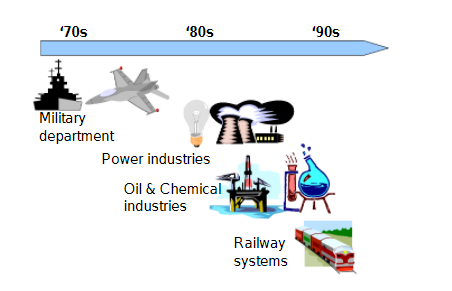 ‘70s ‘80s ‘90s
Military
department
Power industries
Oil & Chemical
industries
Railway
systems